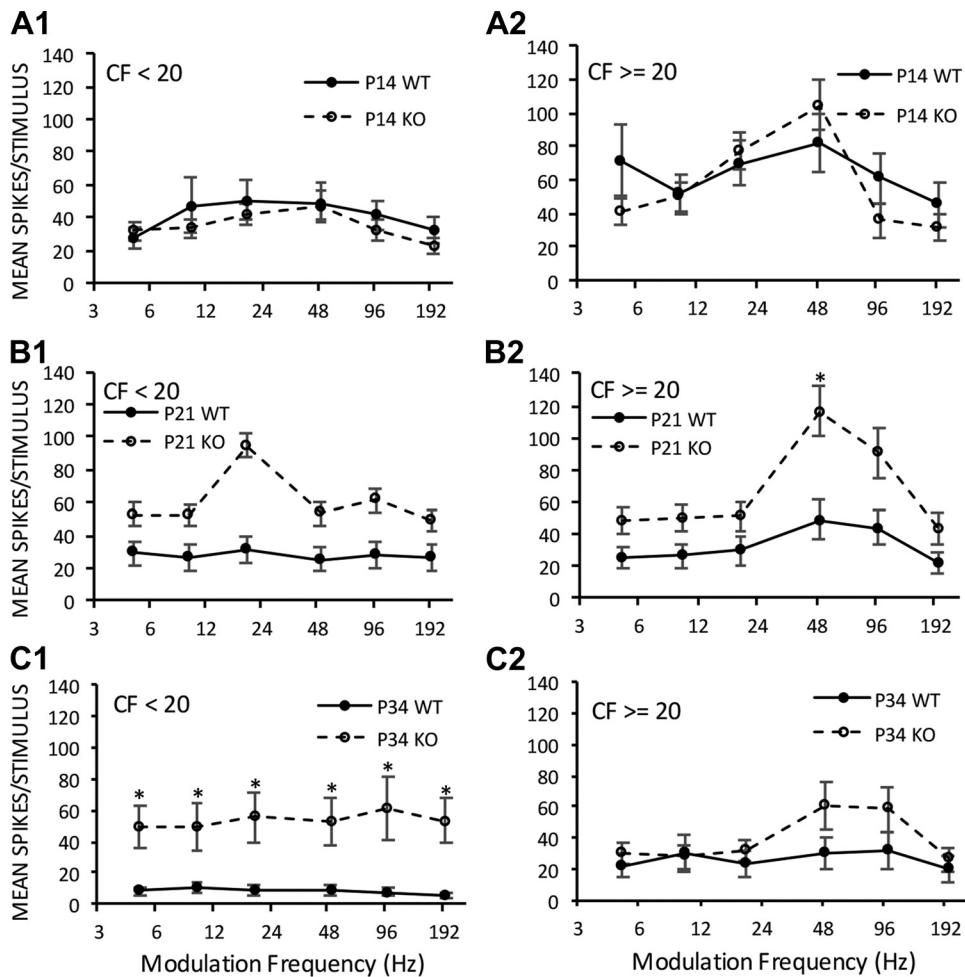 A1
CF < 20
P14 WT
P14 KO
MEAN SPIKES/STIMULUS
140
120
100
80
60
40
20
0
3 6 12 24 48 96 192
A2
CF >= 20
P14 WT
P14 KO
140
120
100
80
60
40
20
0
3 6 12 24 48 96 192
B1
CF < 20
P21 WT
P21 KO
MEAN SPIKES/STIMULUS
140
120
100
80
60
40
20
0
3 6 12 24 48 96 192
B2
CF >= 20
*
P21 WT
P21 KO
140
120
100
80
60
40
20
0
3 6 12 24 48 96 192
C1
CF < 20
P34 WT
P34 KO
* * * * * *
MEAN SPIKES/STIMULUS
140
120
100
80
60
40
20
0
3 6 12 24 48 96 192
Modulation Frequency (Hz)
C2
CF >= 20
P34 WT
P34 KO
140
120
100
80
60
40
20
0
3 6 12 24 48 96 192
Modulation Frequency (Hz)